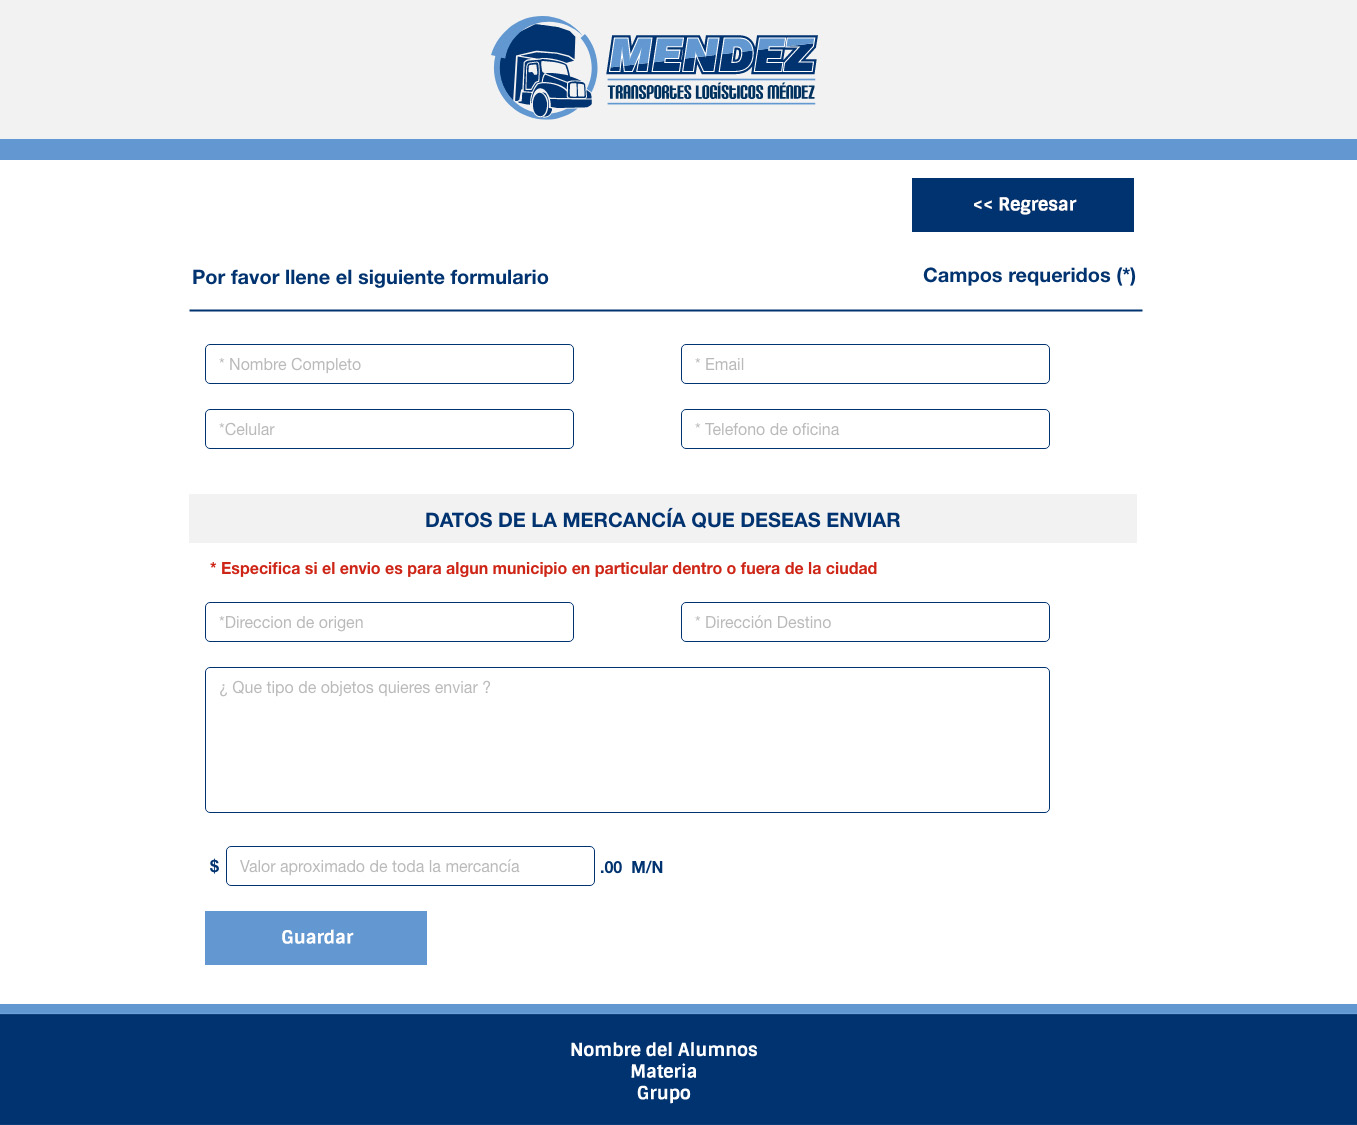 MENDEZ
TRANSPORTES LOGÍSTICOS MÉNDEZ
<< Regresar
Por favor llene el siguiente formulario
Campos requeridos (*)
* Nombre Completo
* Email
*Celular
* Telefono de oficina
DATOS DE LA MERCANCÍA QUE DESEAS ENVIAR
* Especifica si el envio es para algun municipio en particular dentro o fuera de la ciudad
*Direccion de origen
* Dirección Destino
¿ Que tipo de objetos quieres enviar ?
$ Valor aproximado de toda la mercancía .00 M/N
Guardar
Nombre del Alumnos
Materia
Grupo